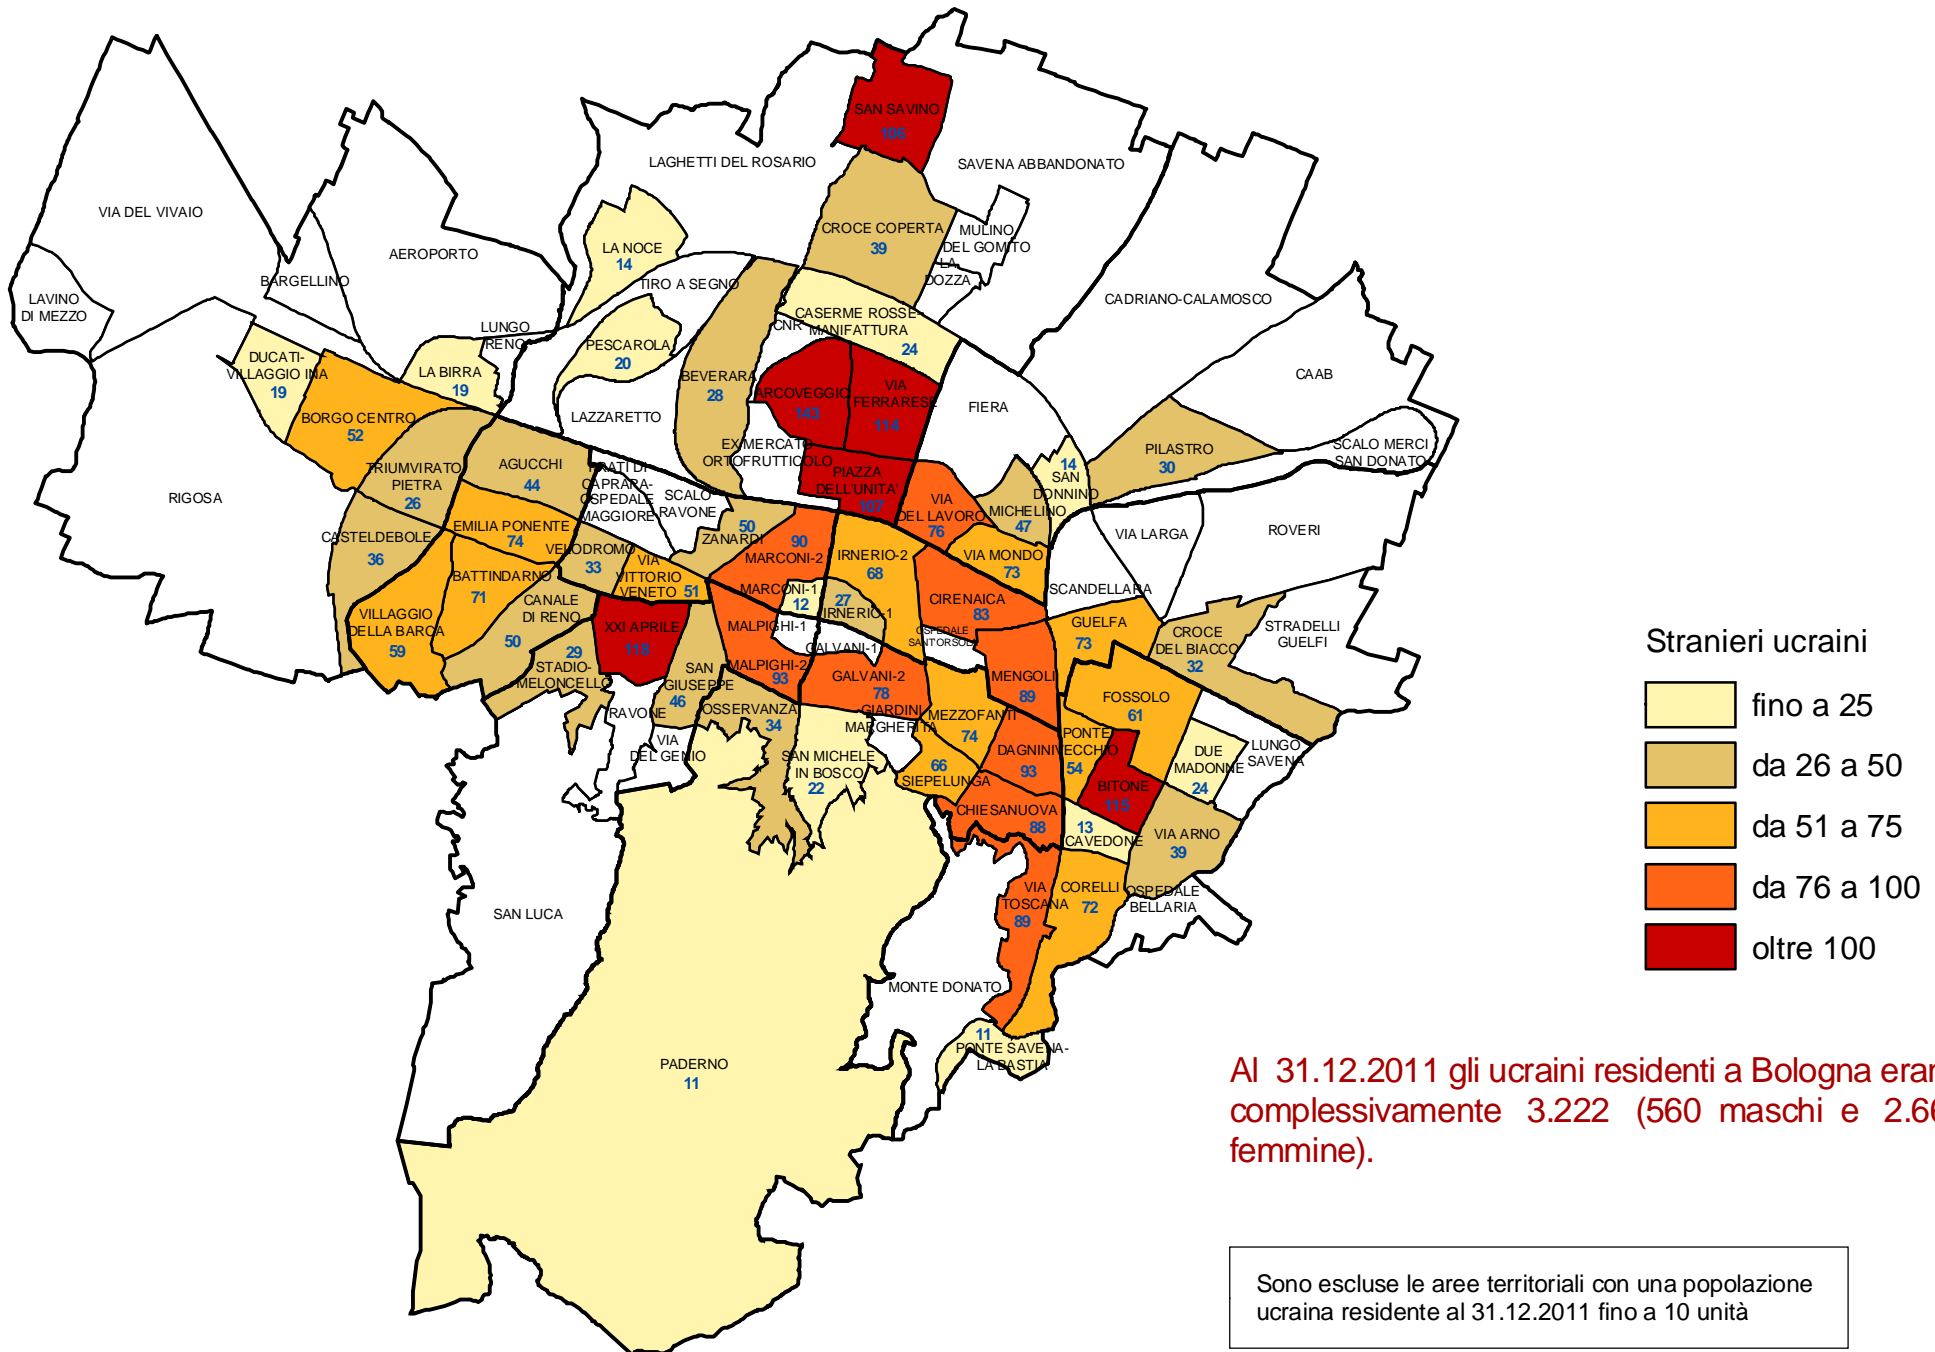 SAN SAVINO
106
LAGHETTI DEL ROSARIO
SAVENA ABBANDONATO
VIA DEL VIVAIO
CROCE COPERTA
39
MULINO
DEL GOMITO
LA NOCE
14
AEROPORTO
LA
DOZZA
BARGELLINO
TIRO A SEGNO
CADRIANO-CALAMOSCO
LAVINO
DI MEZZO
LUNGO
RENO
CASERME ROSSE-
MANIFATTURA
24
CNR
PESCAROLA
20
DUCATI-
VILLAGGIO INA
19
LA BIRRA
19
BEVERARA
28
ARCOVEGGIO
143
VIA
FERRARESE
114
CAAB
FIERA
BORGO CENTRO
52
LAZZARETTO
EX MERCATO
ORTOFRUTTICOLO
SCALO MERCI
SAN DONATO
PILASTRO
30
TRIUMVIRATO
PIETRA
26
AGUCCHI
44
PRATI DI
CAPRARA-
OSPEDALE
MAGGIORE
SCALO
RAVONE
PIAZZA
DELL'UNITA'
107
14
SAN
DONNINO
RIGOSA
VIA
DEL LAVORO
76
MICHELINO
47
EMILIA PONENTE
74
50
ZANARDI
90
MARCONI-2
IRNERIO-2
68
VIA MONDO
73
VIA LARGA
ROVERI
CASTELDEBOLE
36
VELODROMO
33
VIA
VITTORIO
VENETO
51
BATTINDARNO
71
MARCONI-1
12
27
IRNERIO-1
CIRENAICA
83
SCANDELLARA
CANALE
DI RENO
50
VILLAGGIO
DELLA BARCA
59
XXI APRILE
118
MALPIGHI-1
GALVANI-1
OSPEDALE
SANT'ORSOLA
GUELFA
73
CROCE
DEL BIACCO
32
STRADELLI
GUELFI
29
STADIO-
MELONCELLO
SAN
GIUSEPPE
46
MALPIGHI-2
93
GALVANI-2
78
MENGOLI
89
FOSSOLO
61
RAVONE
OSSERVANZA
34
GIARDINI
MARGHERITA
MEZZOFANTI
74
VIA
DEL GENIO
SAN MICHELE
IN BOSCO
22
66
SIEPELUNGA
DAGNINI
93
PONTE
VECCHIO
54
DUE
MADONNE
24
LUNGO
SAVENA
BITONE
115
CHIESANUOVA
88
13
CAVEDONE
VIA ARNO
39
SAN LUCA
VIA
TOSCANA
89
CORELLI
72
OSPEDALE
BELLARIA
MONTE DONATO
11
PONTE SAVENA-
LA BASTIA
PADERNO
11
Stranieri ucraini
fino a 25
da 26 a 50
da 51 a 75
da 76 a 100
oltre 100
Al 31.12.2011 gli ucraini residenti a Bologna eran
complessivamente 3.222 (560 maschi e 2.66
femmine).
Sono escluse le aree territoriali con una popolazione
ucraina residente al 31.12.2011 fino a 10 unità